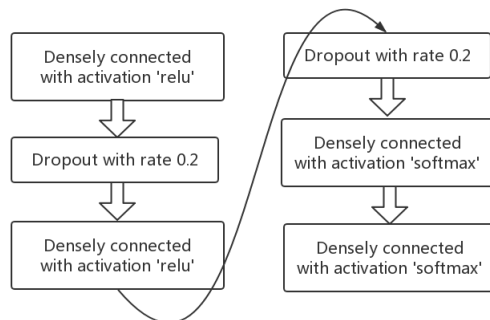 Densely connected
with activation 'relu'
Dropout with rate 0.2
Densely connected
with activation 'relu'
Dropout with rate 0.2
Densely connected
with activation 'softmax'
Densely connected
with activation 'softmax'